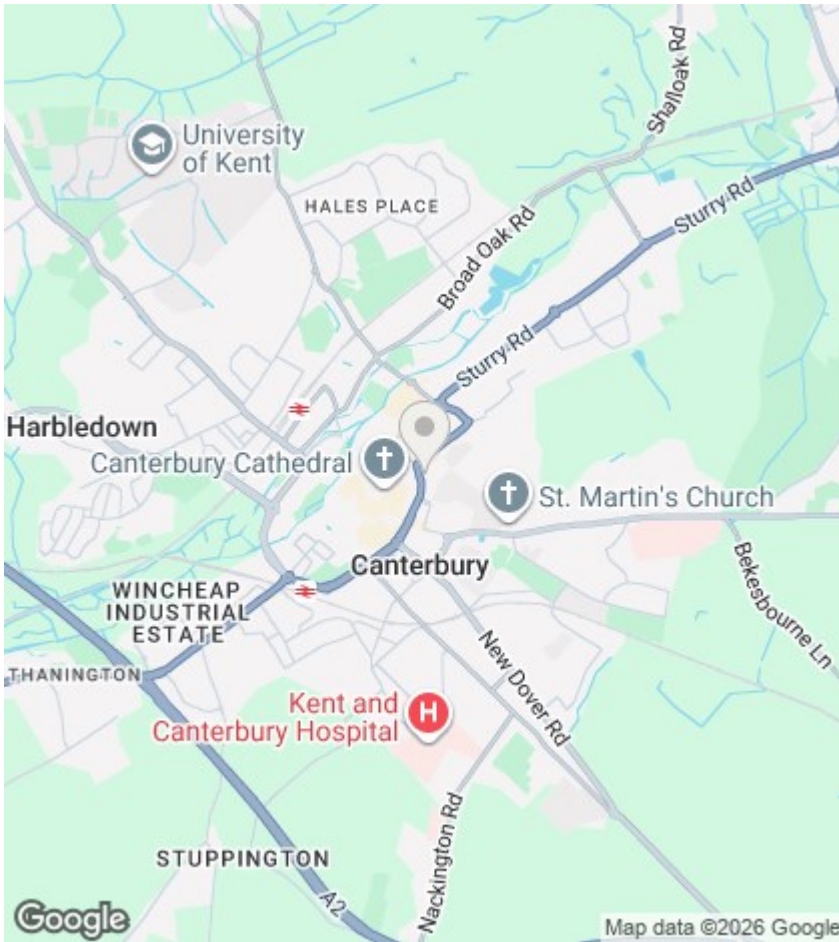 University
of Kent
HALES PLACE
Shalloak Rd
Broad Oak Rd
Sturry Rd
Sturry Rd
Harbledown
Canterbury Cathedral
St. Martin's Church
Canterbury
WINCHEAP
INDUSTRIAL
ESTATE
Bekesbourne Ln
THANINGTON
New Dover Rd
Kent and
Canterbury Hospital
H
Nackington Rd
STUPPINGTON
A2
Google
Map data ©2026 Google